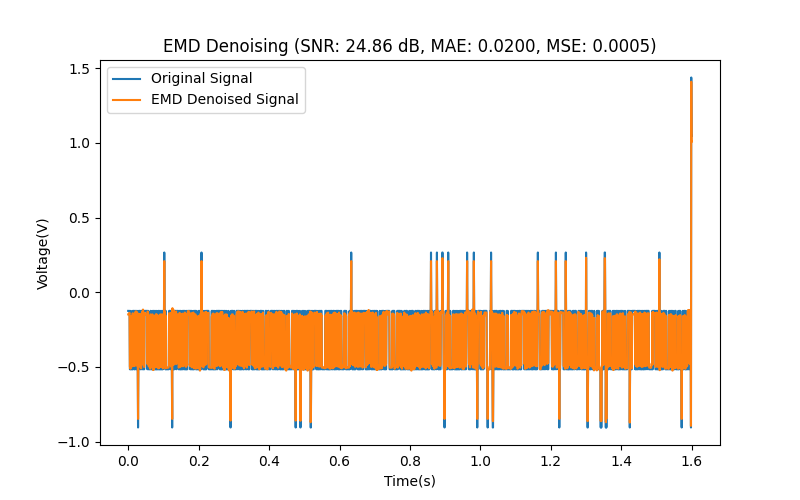 EMD Denoising (SNR: 24.86 dB, MAE: 0.0200, MSE: 0.0005)
Original Signal
EMD Denoised Signal
1.5
1.0
0.5
0.0
−0.5
−1.0
Voltage(V)
0.0 0.2 0.4 0.6 0.8 1.0 1.2 1.4 1.6
Time(s)